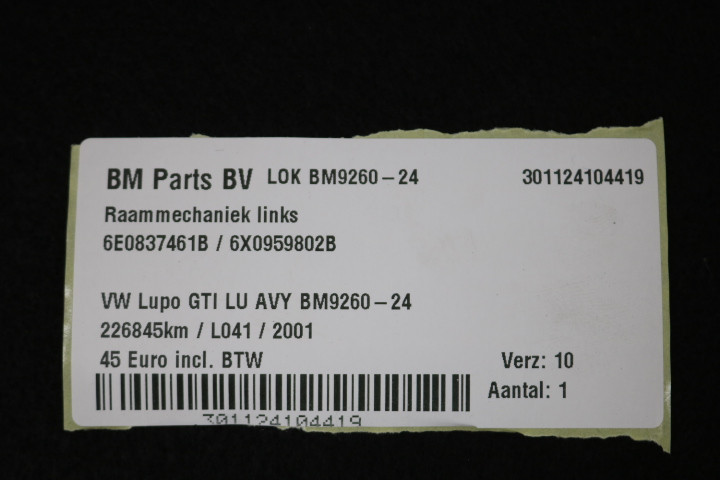 BM Parts BV LOK BM9260-24 301124104419
Raammechaniek links
6E0837461B / 6X0959802B
VW Lupo GTI LU AVY BM9260-24
226845km / L041 / 2001
45 Euro incl. BTW Verz: 10
Aantal: 1
301124104419